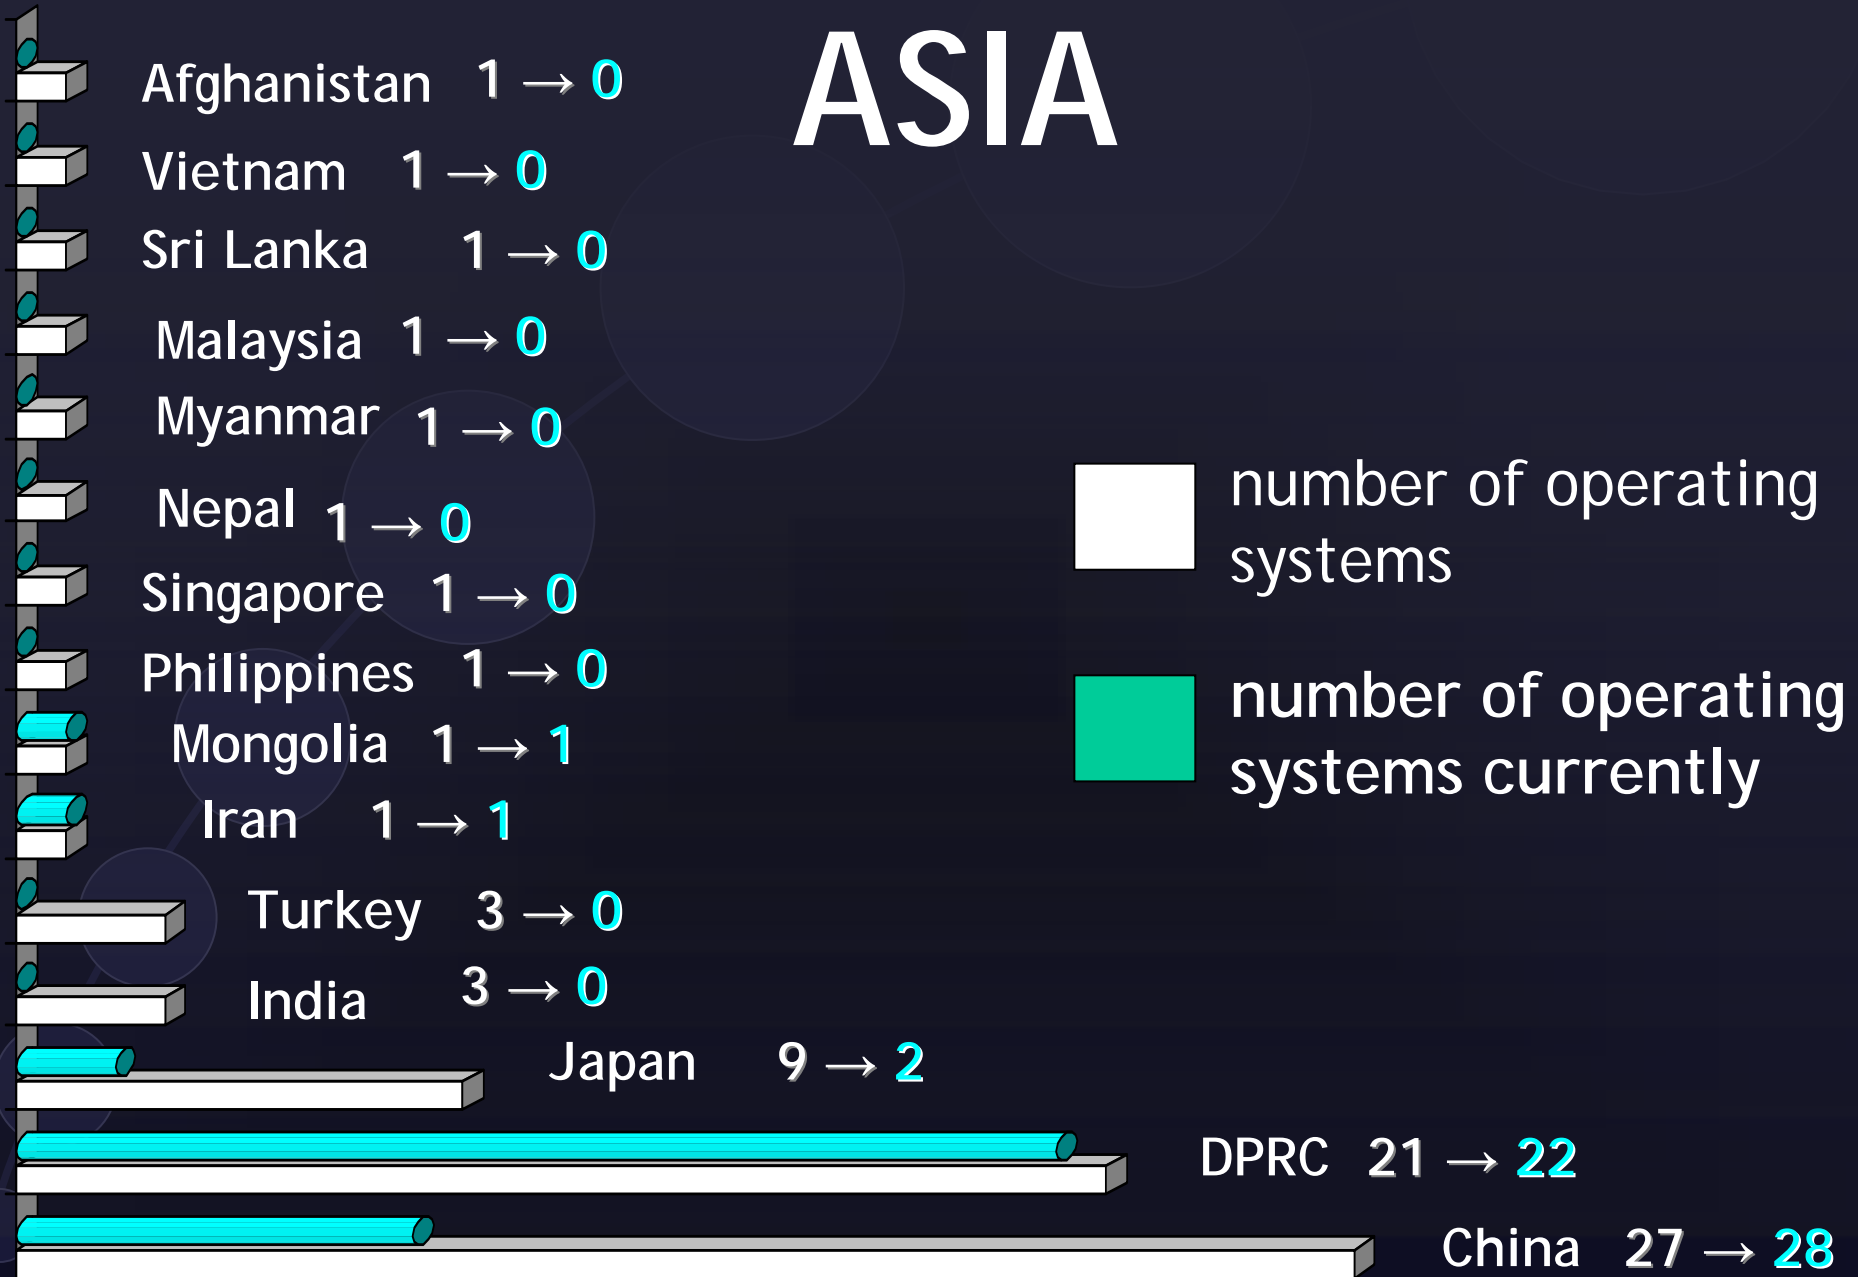 ASIA
Afghanistan 1 → 0
Vietnam 1 → 0
Sri Lanka 1 → 0
Malaysia 1 → 0
Myanmar 1 → 0
Nepal 1 → 0
Singapore 1 → 0
Philippines 1 → 0
Mongolia 1 → 1
Iran 1 → 1
Turkey 3 → 0
India 3 → 0
Japan 9 → 2
DPRC 21 → 22
China 27 → 28
number of operating
systems
number of operating
systems currently